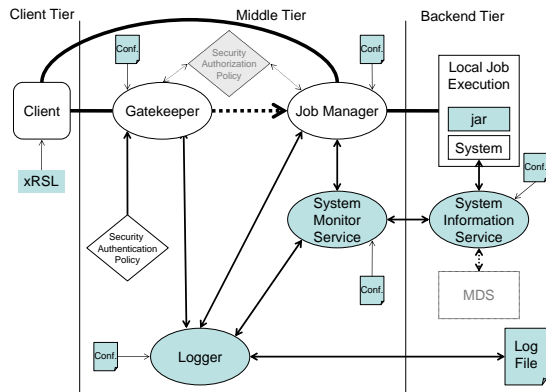 Client Tier
Middle Tier
Backend Tier
Conf.
Security
Authorization
Policy
Conf.
Local Job
Execution
Client
Gatekeeper
Job Manager
jar
System
xRSL
Conf.
System
Monitor
Service
System
Information
Service
Security
Authentication
Policy
Conf.
MDS
Conf.
Logger
Log
File